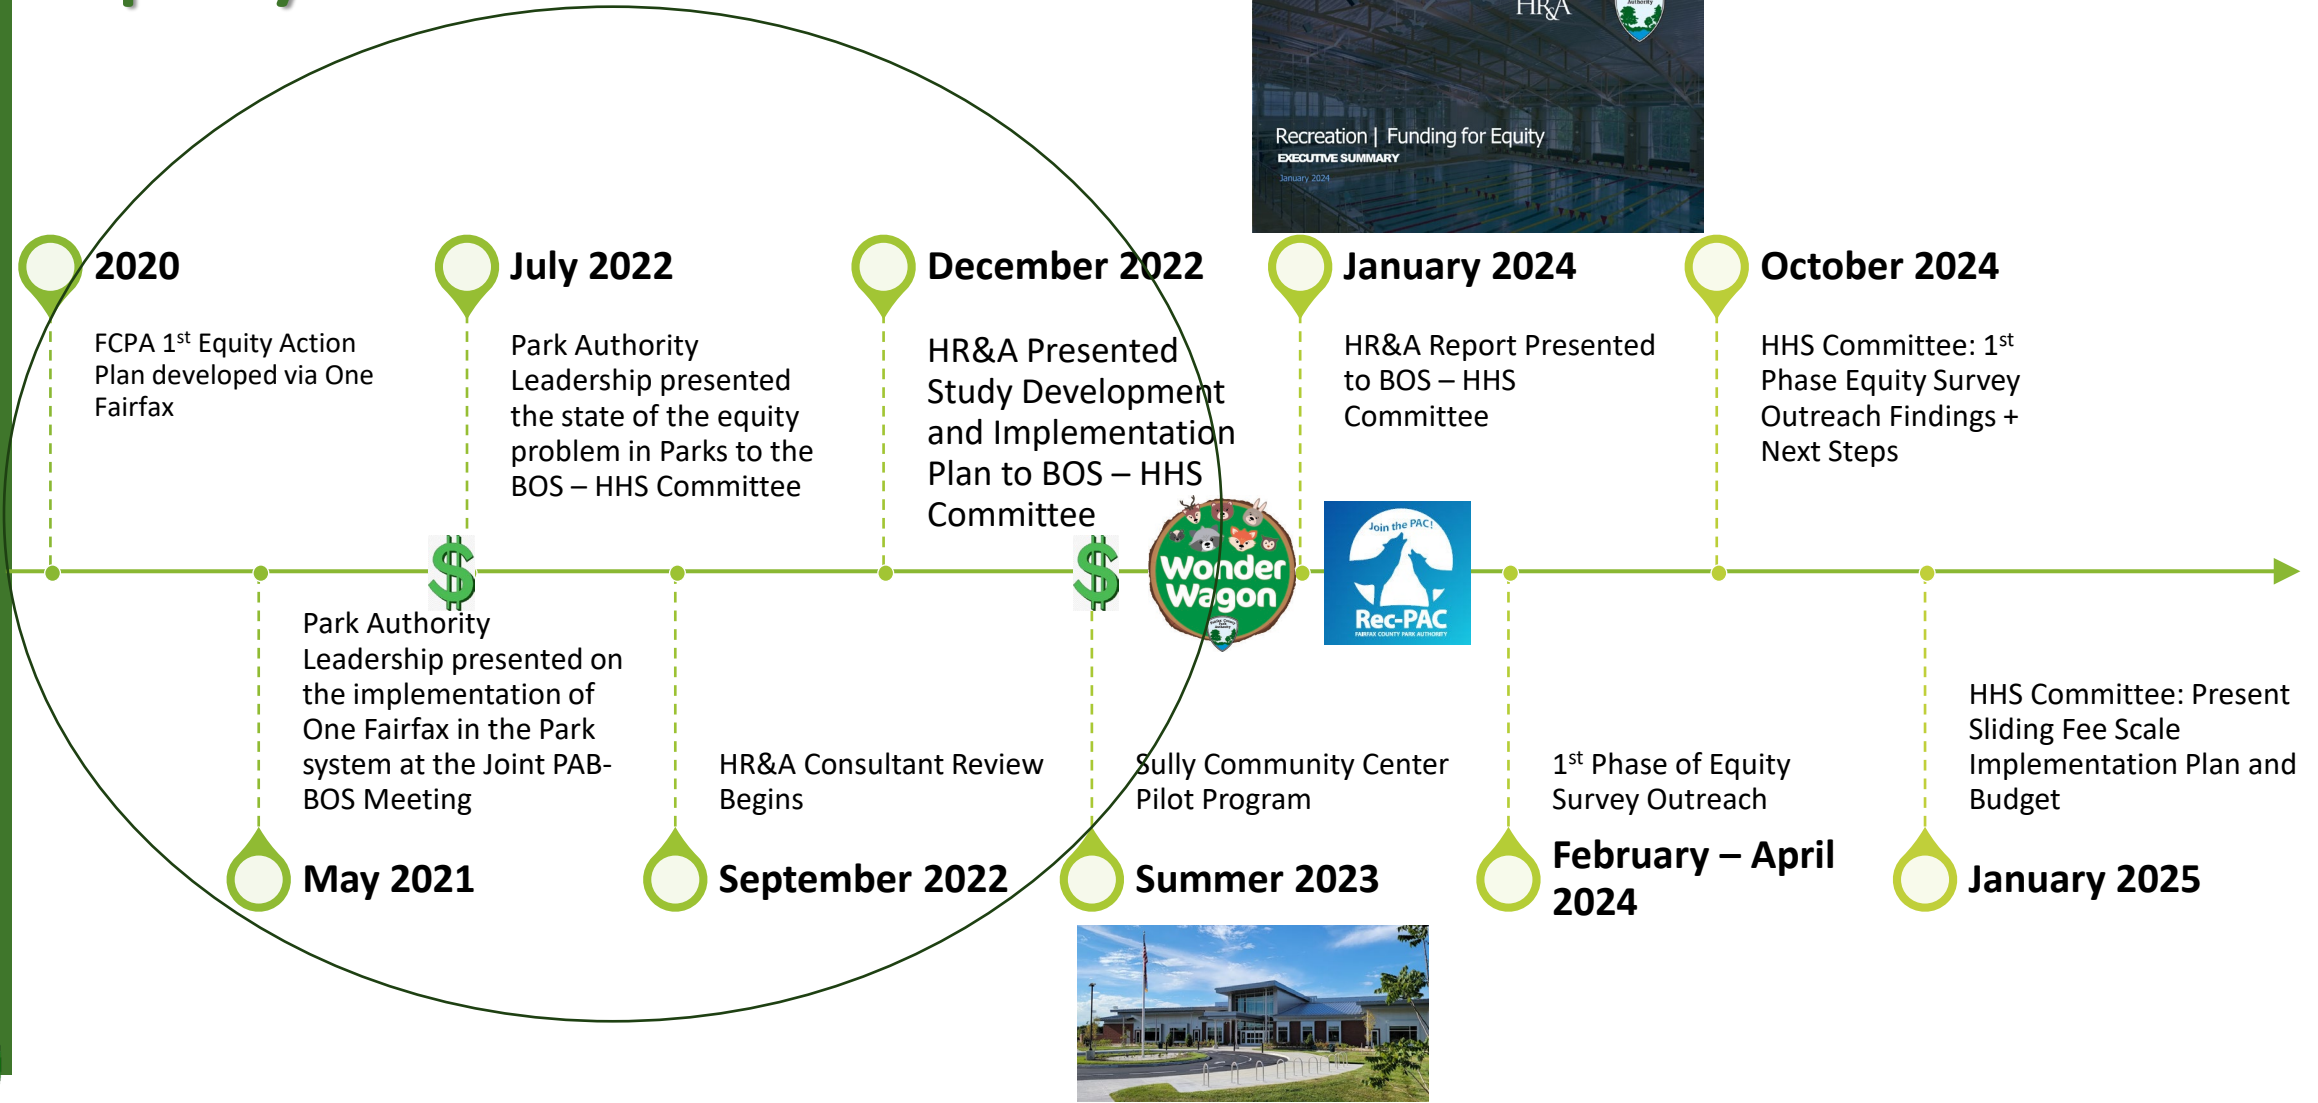 HR&A
Authority
Recreation | Funding for Equity
EXECUTIVE SUMMARY
January 2024
2020
FCPA 1st Equity Action
Plan developed via One
Fairfax
July 2022
Park Authority
Leadership presented
the state of the equity
problem in Parks to the
BOS – HHS Committee
December 2022
HR&A Presented
Study Development
and Implementation
Plan to BOS – HHS
Committee
January 2024
HR&A Report Presented
to BOS – HHS
Committee
October 2024
HHS Committee: 1st
Phase Equity Survey
Outreach Findings +
Next Steps
$
$
Wonder
Wagon
Join the PAC!
Rec-PAC
FAIRFAX COUNTY PARK AUTHORITY
Park Authority
Leadership presented on
the implementation of
One Fairfax in the Park
system at the Joint PAB-
BOS Meeting
May 2021
HR&A Consultant Review
Begins
September 2022
Sully Community Center
Pilot Program
Summer 2023
1st Phase of Equity
Survey Outreach
February – April
2024
HHS Committee: Present
Sliding Fee Scale
Implementation Plan and
Budget
January 2025